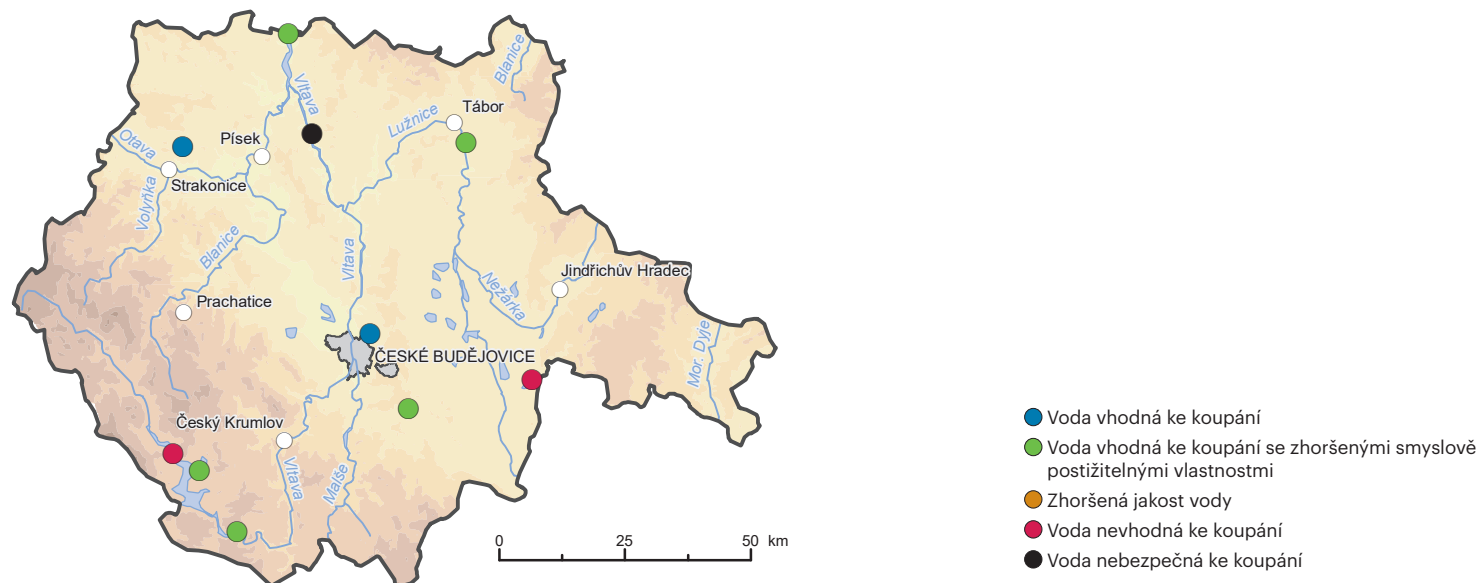 Blanice
Vltava
Tábor
Lužnice
Písek
Otava
Strakonice
Volyňka
Blanice
Vltava
Jindřichův Hradec
Nežárka
Prachatice
Mor. Dyje
ČESKÉ BUDĚJOVICE
Český Krumlov
Vltava
Malše
0 25 50 km
Voda vhodná ke koupání
Voda vhodná ke koupání se zhoršenými smyslově
postižitelnými vlastnostmi
Zhoršená jakost vody
Voda nevhodná ke koupání
Voda nebezpečná ke koupání